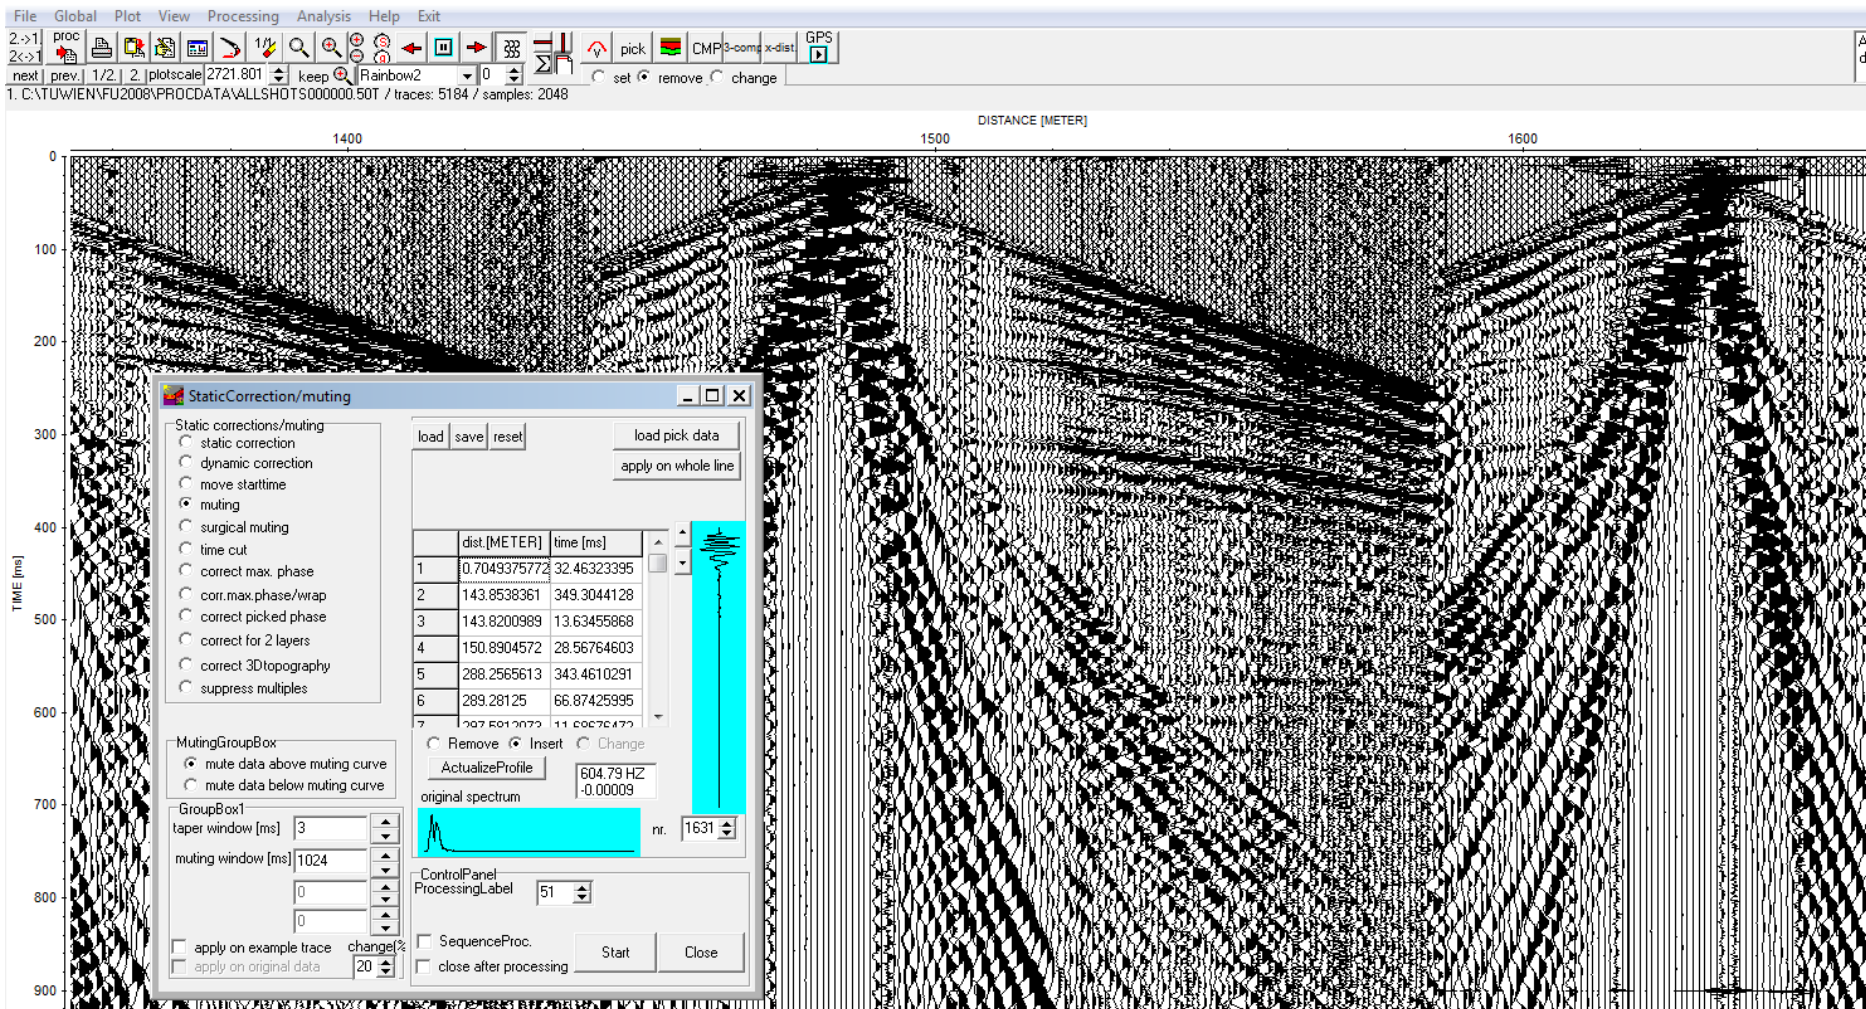 File Global Plot View Processing Analysis Help Exit
2.->1 proc 1/2 pick CMP 3-comp x-dist. GPS
2<->1
next prev. 1/2. 2. plotscale 2721.801 keep Rainbow2 0 set remove change
1. C:\TUWIEN\FU2008\PROCDATA\ALLSHOTS000000.50T / traces: 5184 / samples: 2048
DISTANCE [METER]
1400 1500 1600
0
100
200
300
400
500
600
700
800
900
TIME [ms]
StaticCorrection/muting
Static corrections/muting
static correction
dynamic correction
move starttime
muting
surgical muting
time cut
correct max. phase
corr.max.phase/wrap
correct picked phase
correct for 2 layers
correct 3Dtopography
suppress multiples
MutingGroupBox
mute data above muting curve
mute data below muting curve
GroupBox1
taper window [ms] 3
muting window [ms] 1024
0
0
apply on example trace change(%
apply on original data 20
load save reset load pick data
apply on whole line
dist.[METER] time [ms]
1 0.7049375772 32.46323395
2 143.8538361 349.3044128
3 143.8200989 13.63455868
4 150.8904572 28.56764603
5 288.2565613 343.4610291
6 289.28125 66.87425995
7 297.5812073 11.68676472
Remove Insert Change
ActualizeProfile
604.79 HZ
-0.00009
original spectrum
nr. 1631
ControlPanel
ProcessingLabel 51
SequenceProc.
close after processing
Start Close